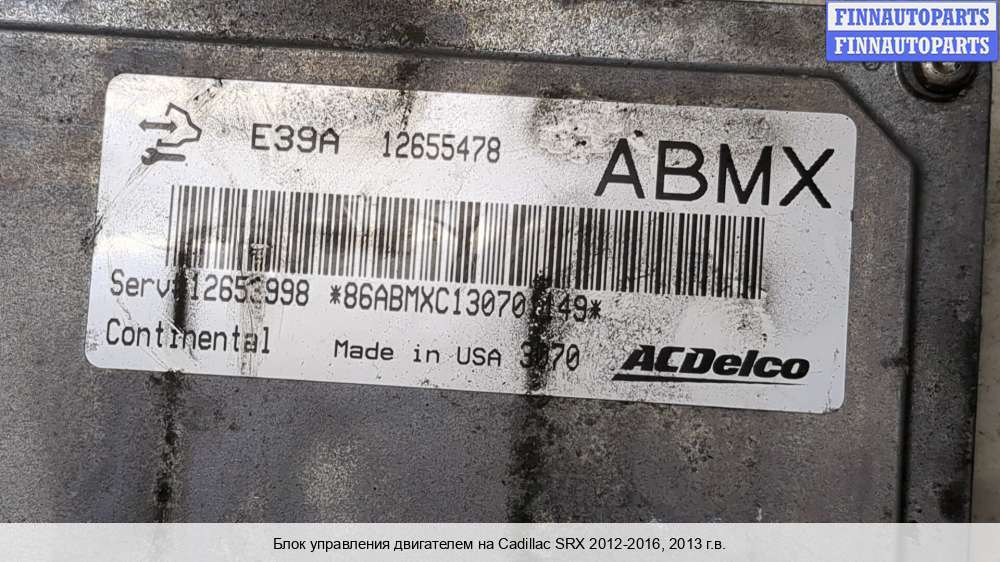 FINNAUTOPARTS
FINNAUTOPARTS
E39A 12655478
ABMX
Continental
Made in USA
ACDelco
Блок управления двигателем на Cadillac SRX 2012-2016, 2013 г.в.